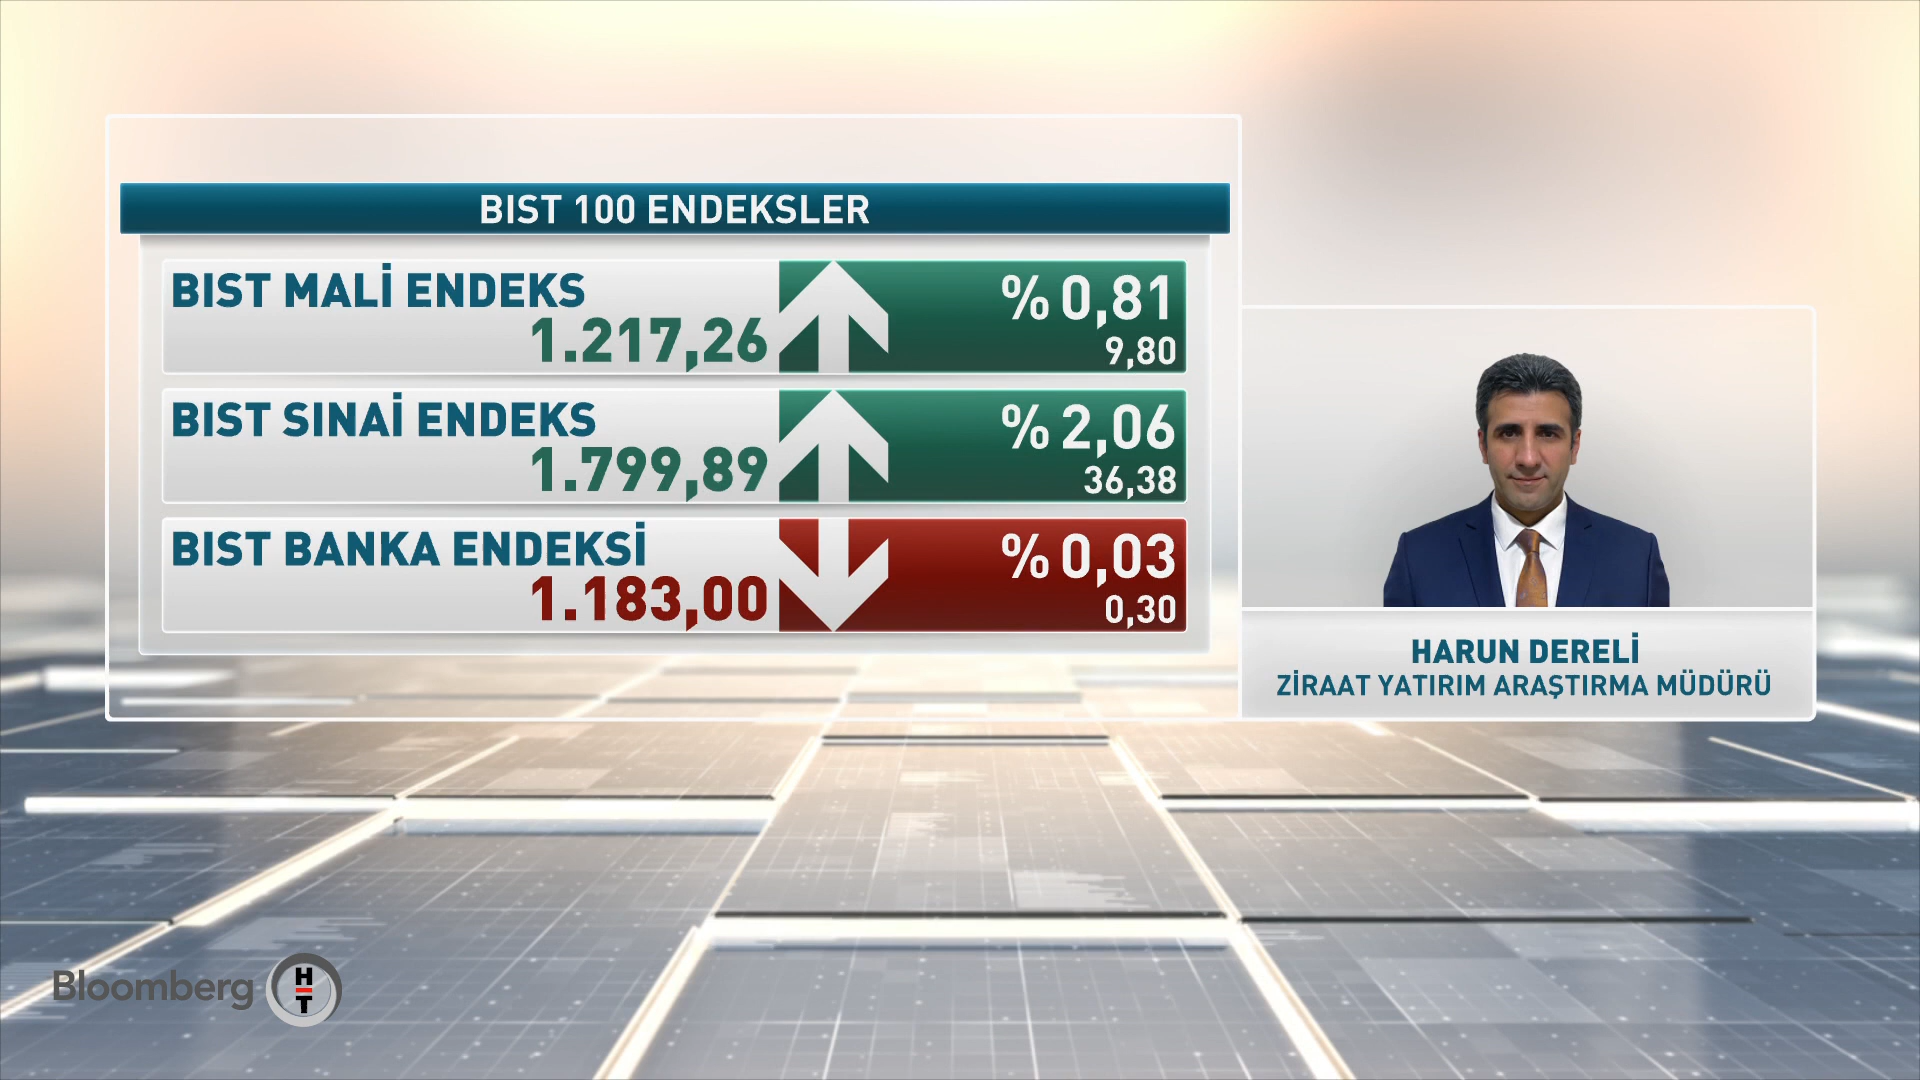 BIST 100 ENDEKSLER
BIST MALİ ENDEKS
1.217,26
% 0,81
9,80
BIST SINAİ ENDEKS
1.799,89
% 2,06
36,38
BIST BANKA ENDEKSİ
1.183,00
% 0,03
0,30
HARUN DERELİ
ZİRAAT YATIRIM ARAŞTIRMA MÜDÜRÜ
Bloomberg HT